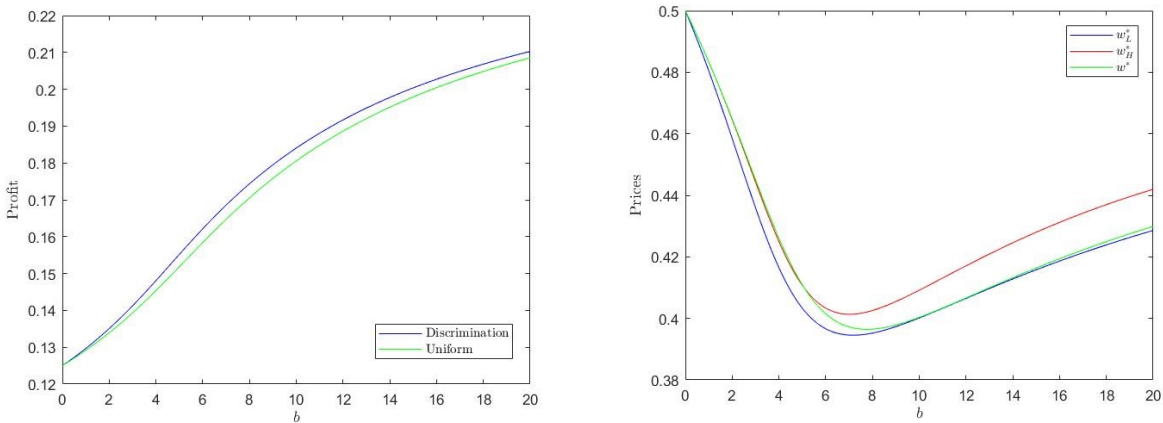 0.22
0.21
0.2
0.19
0.18
0.17
0.16
0.15
0.14
0.13
0.12
Profit
0 2 4 6 8 10 12 14 16 18 20
b
Discrimination
Uniform
0.5
0.48
0.46
0.44
0.42
0.4
0.38
Prices
0 2 4 6 8 10 12 14 16 18 20
b
w*_L
w*_H
w*